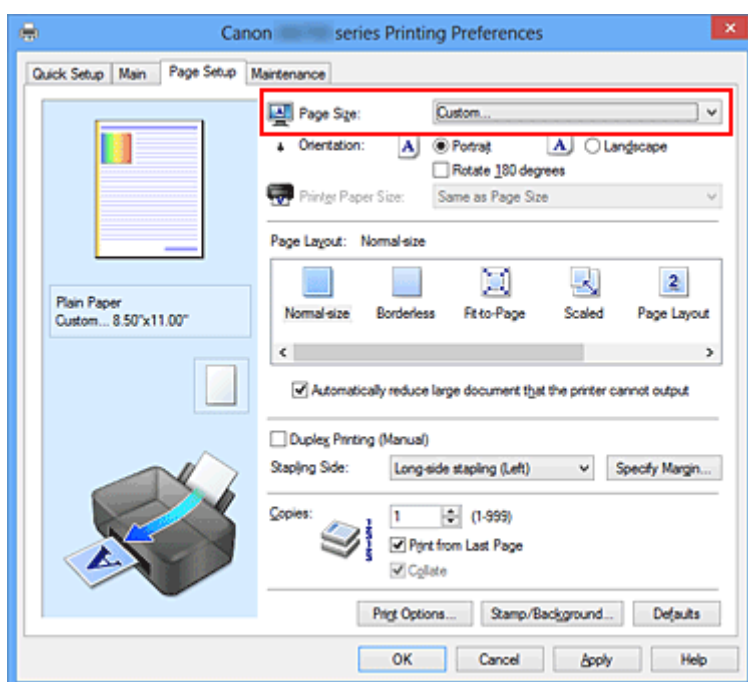 Canon series Printing Preferences
Quick Setup Main Page Setup Maintenance
Page Size: Custom...
Orientation: A Portrait A Landscape
Rotate 180 degrees
Printer Paper Size: Same as Page Size
Page Layout: Normal-size
2
Normal-size Borderless Fit-to-Page Scaled Page Layout
Plain Paper
Custom... 8.50"x11.00"
Automatically reduce large document that the printer cannot output
Duplex Printing (Manual)
Stapling Side: Long-side stapling (Left) Specify Margin...
Copies: 1 (1-999)
Print from Last Page
Collate
A
Print Options... Stamp/Background... Defaults
OK Cancel Apply Help